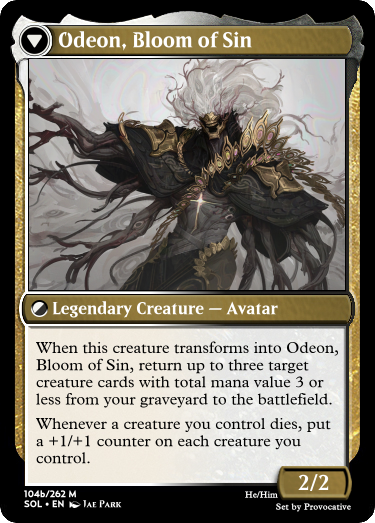 Odeon, Bloom of Sin
Legendary Creature — Avatar
When this creature transforms into Odeon,
Bloom of Sin, return up to three target
creature cards with total mana value 3 or
less from your graveyard to the battlefield.
Whenever a creature you control dies, put
a +1/+1 counter on each creature you
control.
2/2
104b/262 M
He/Him
SOL • EN Jae Park
Set by Provocative